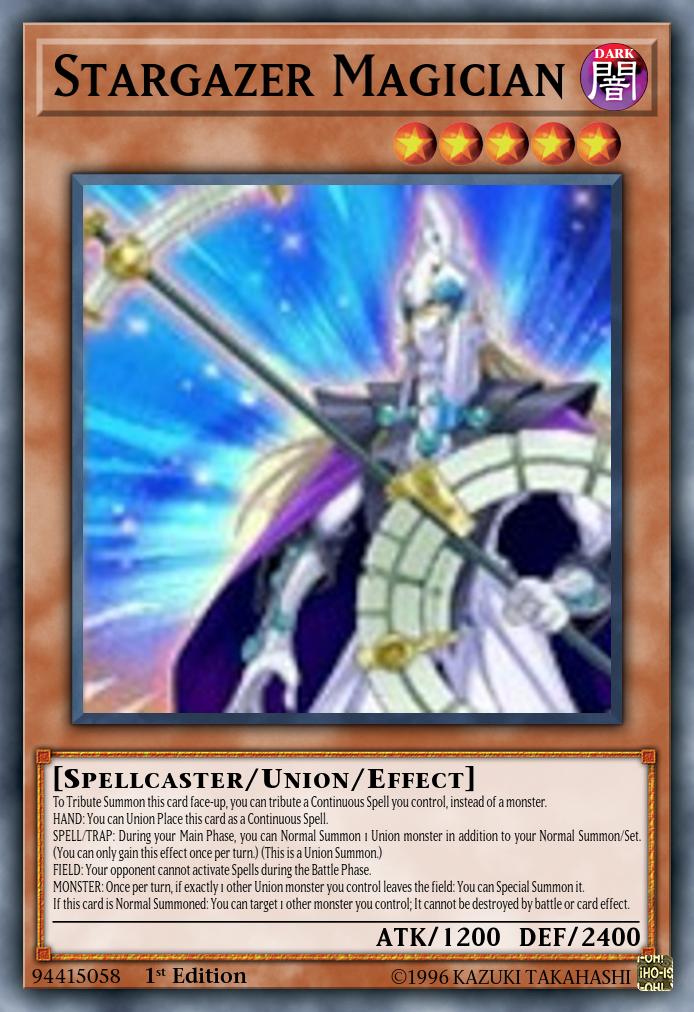 STARGAZER MAGICIAN
DARK
闇
[SPELLCASTER/UNION/EFFECT]
To Tribute Summon this card face-up, you can tribute a Continuous Spell you control, instead of a monster.
HAND: You can Union Place this card as a Continuous Spell.
SPELL/TRAP: During your Main Phase, you can Normal Summon 1 Union monster in addition to your Normal Summon/Set.
(You can only gain this effect once per turn.) (This is a Union Summon.)
FIELD: Your opponent cannot activate Spells during the Battle Phase.
MONSTER: Once per turn, if exactly 1 other Union monster you control leaves the field: You can Special Summon it.
If this card is Normal Summoned: You can target 1 other monster you control; It cannot be destroyed by battle or card effect.
ATK/1200 DEF/2400
94415058 1st Edition ©1996 KAZUKI TAKAHASHI